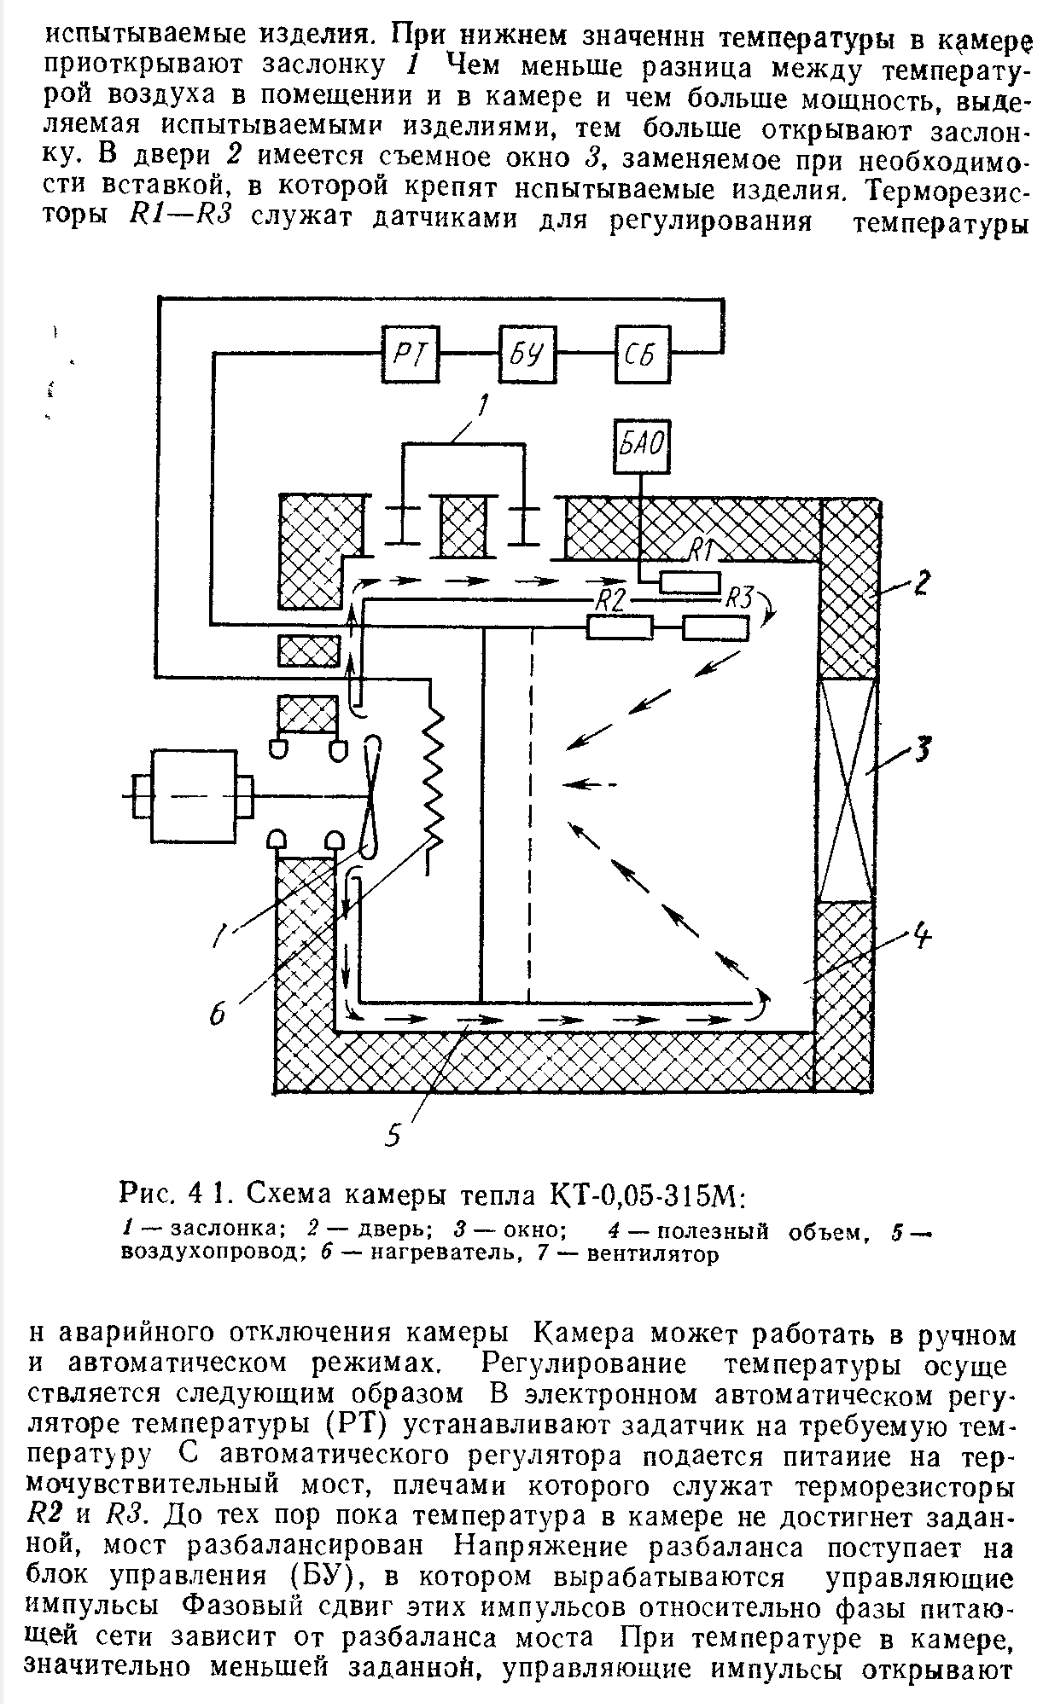 испытываемые изделия. При нижнем значенин температуры в камере
приоткрывают заслонку 1 Чем меньше разница между температу-
рой воздуха в помещении и в камере и чем больше мощность, выде-
ляемая испытываемыми изделиями, тем больше открывают заслон-
ку. В двери 2 имеется съемное окно 3, заменяемое при необходимо-
сти вставкой, в которой крепят нспытываемые изделия. Терморезис-
торы R1—R3 служат датчиками для регулирования температуры
РТ БУ СБ
1
БАО
R1
R2 R3
2
3
7
4
6
5
Рис. 4 1. Схема камеры тепла КТ-0,05-315М:
1 — заслонка; 2 — дверь; 3 — окно; 4 — полезный объем, 5 —
воздухопровод; 6 — нагреватель, 7 — вентилятор
н аварийного отключения камеры Камера может работать в ручном
и автоматическом режимах. Регулирование температуры осуще
ствляется следующим образом В электронном автоматическом регу-
ляторе температуры (РТ) устанавливают задатчик на требуемую тем-
пературу С автоматического регулятора подается питание на тер-
мочувствительный мост, плечами которого служат терморезисторы
R2 и R3. До тех пор пока температура в камере не достигнет задан-
ной, мост разбалансирован Напряжение разбаланса поступает на
блок управления (БУ), в котором вырабатываются управляющие
импульсы Фазовый сдвиг этих импульсов относительно фазы питаю-
щей сети зависит от разбаланса моста При температуре в камере,
значительно меньшей заданной, управляющие импульсы открывают